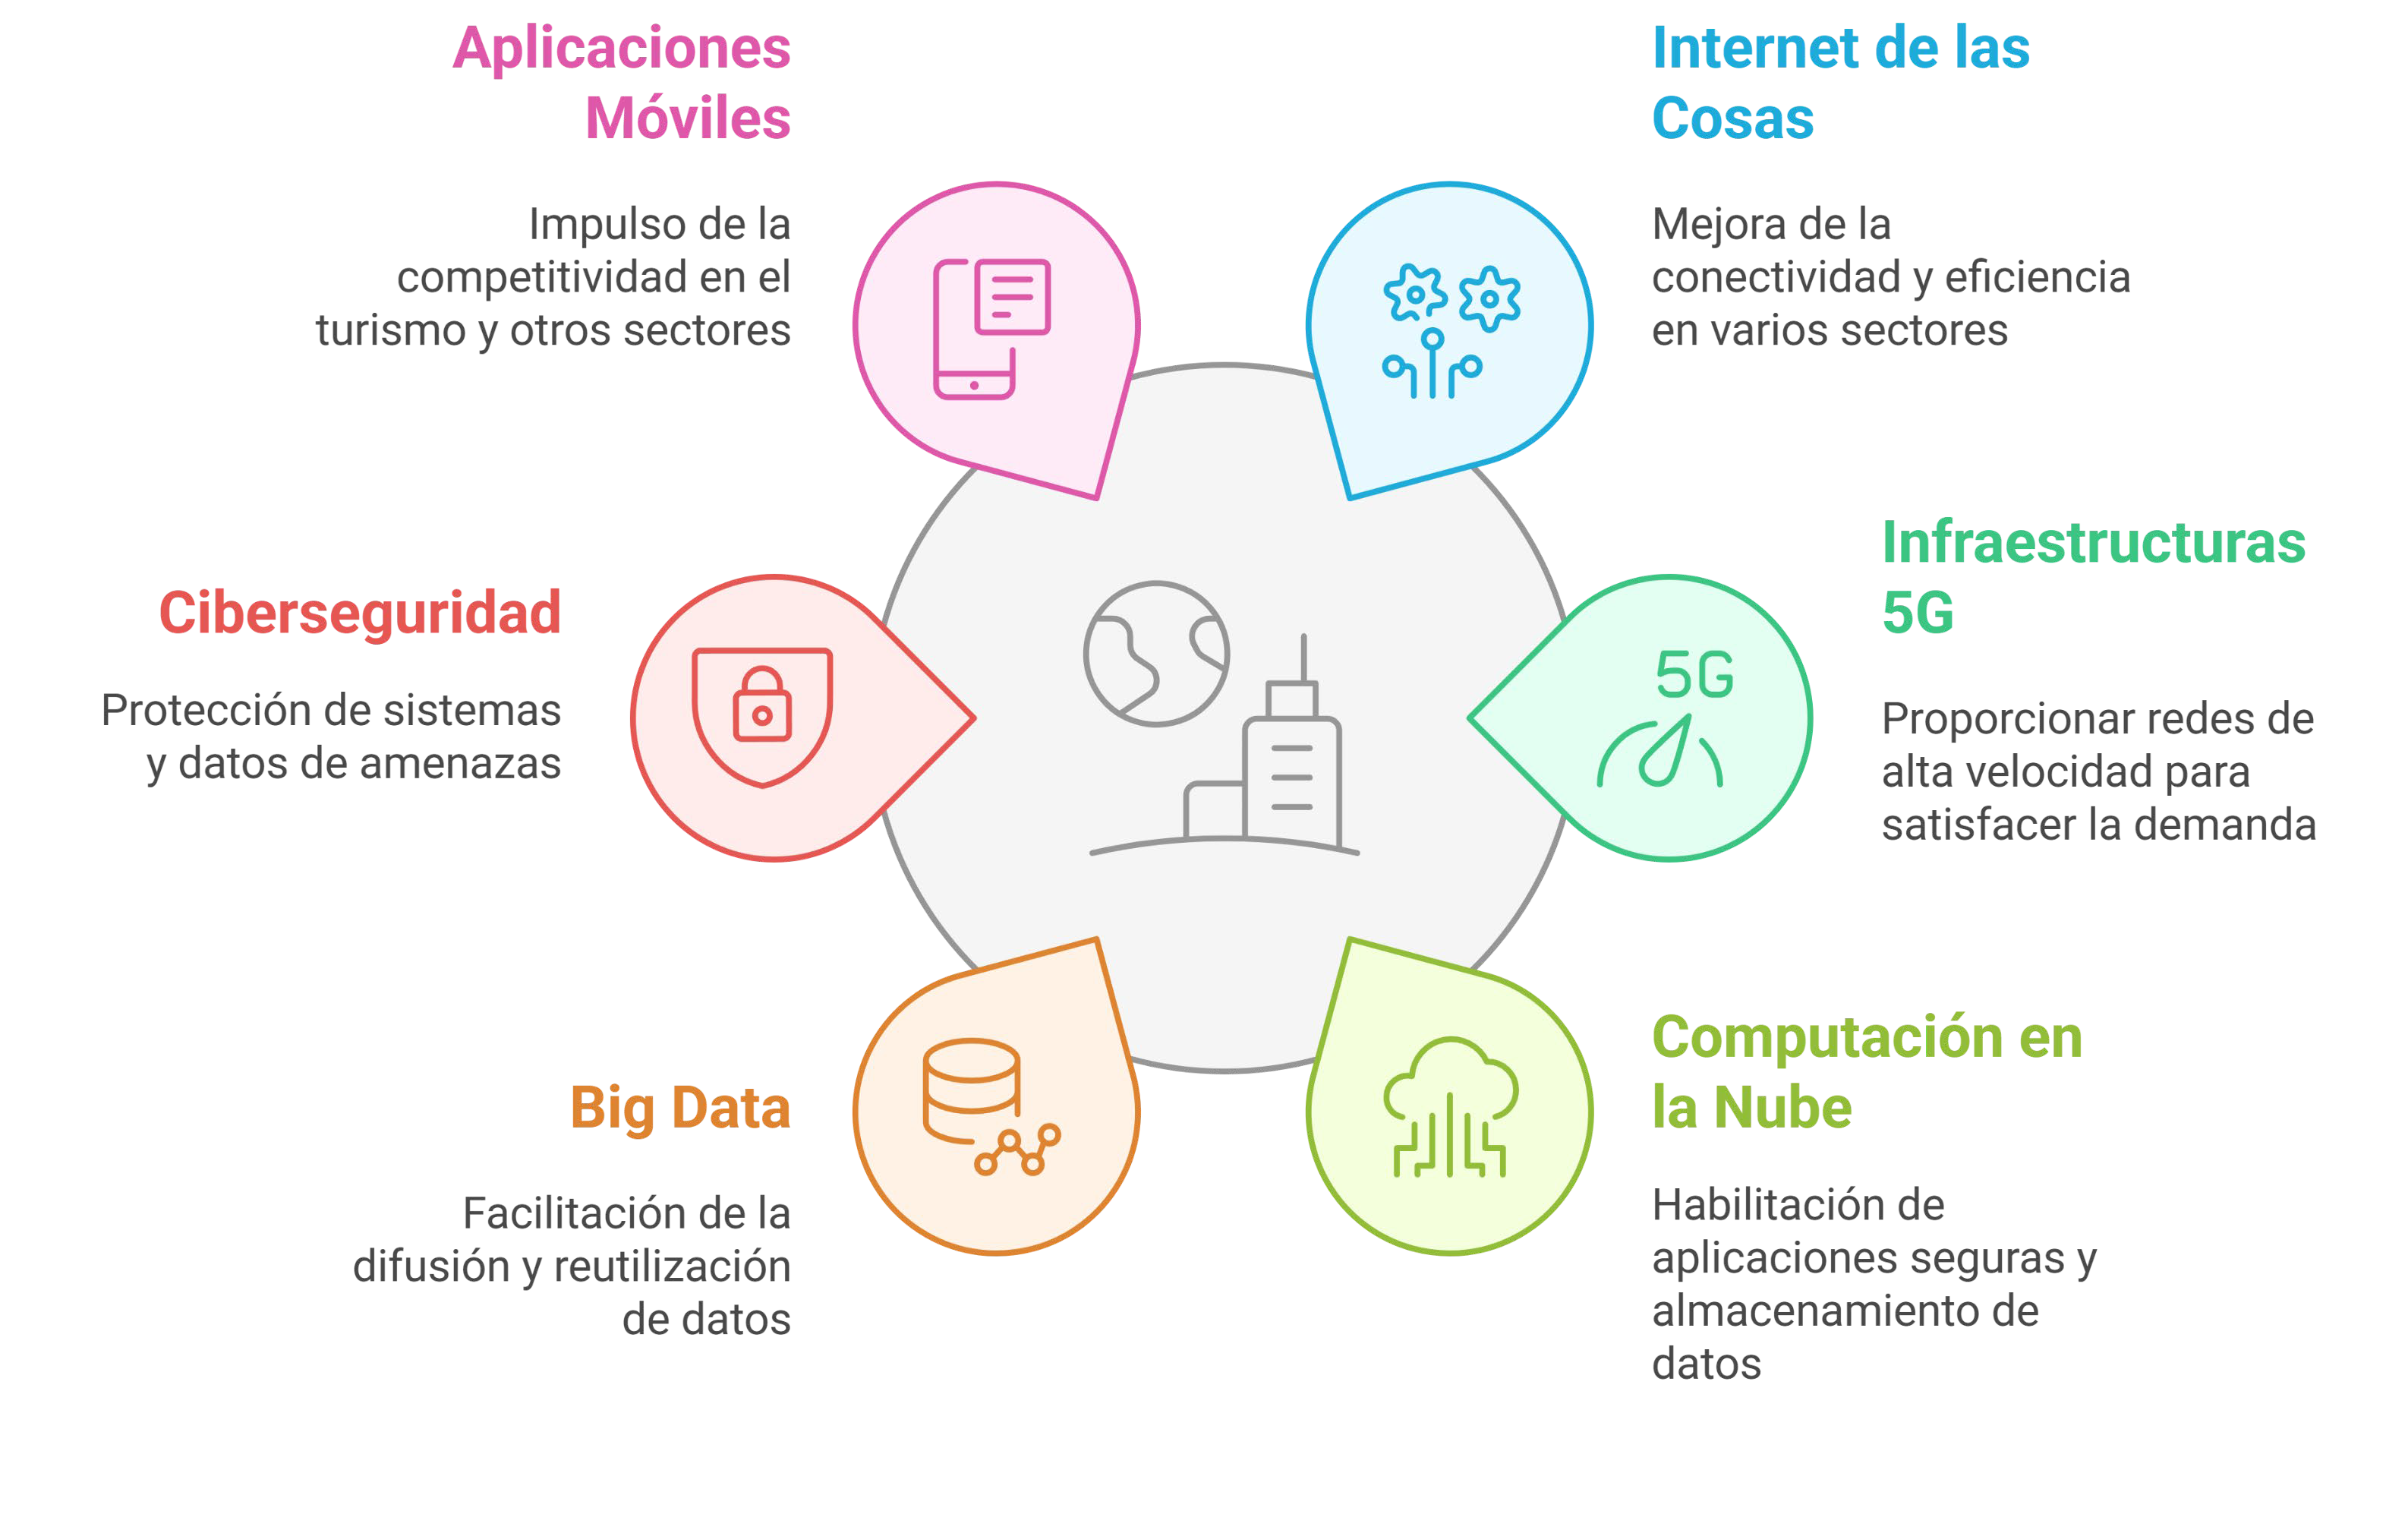 Aplicaciones
Móviles
Impulso de la
competitividad en el
turismo y otros sectores
Internet de las
Cosas
Mejora de la
conectividad y eficiencia
en varios sectores
Ciberseguridad
Protección de sistemas
y datos de amenazas
5G
Infraestructuras
5G
Proporcionar redes de
alta velocidad para
satisfacer la demanda
Big Data
Facilitación de la
difusión y reutilización
de datos
Computación en
la Nube
Habilitación de
aplicaciones seguras y
almacenamiento de
datos